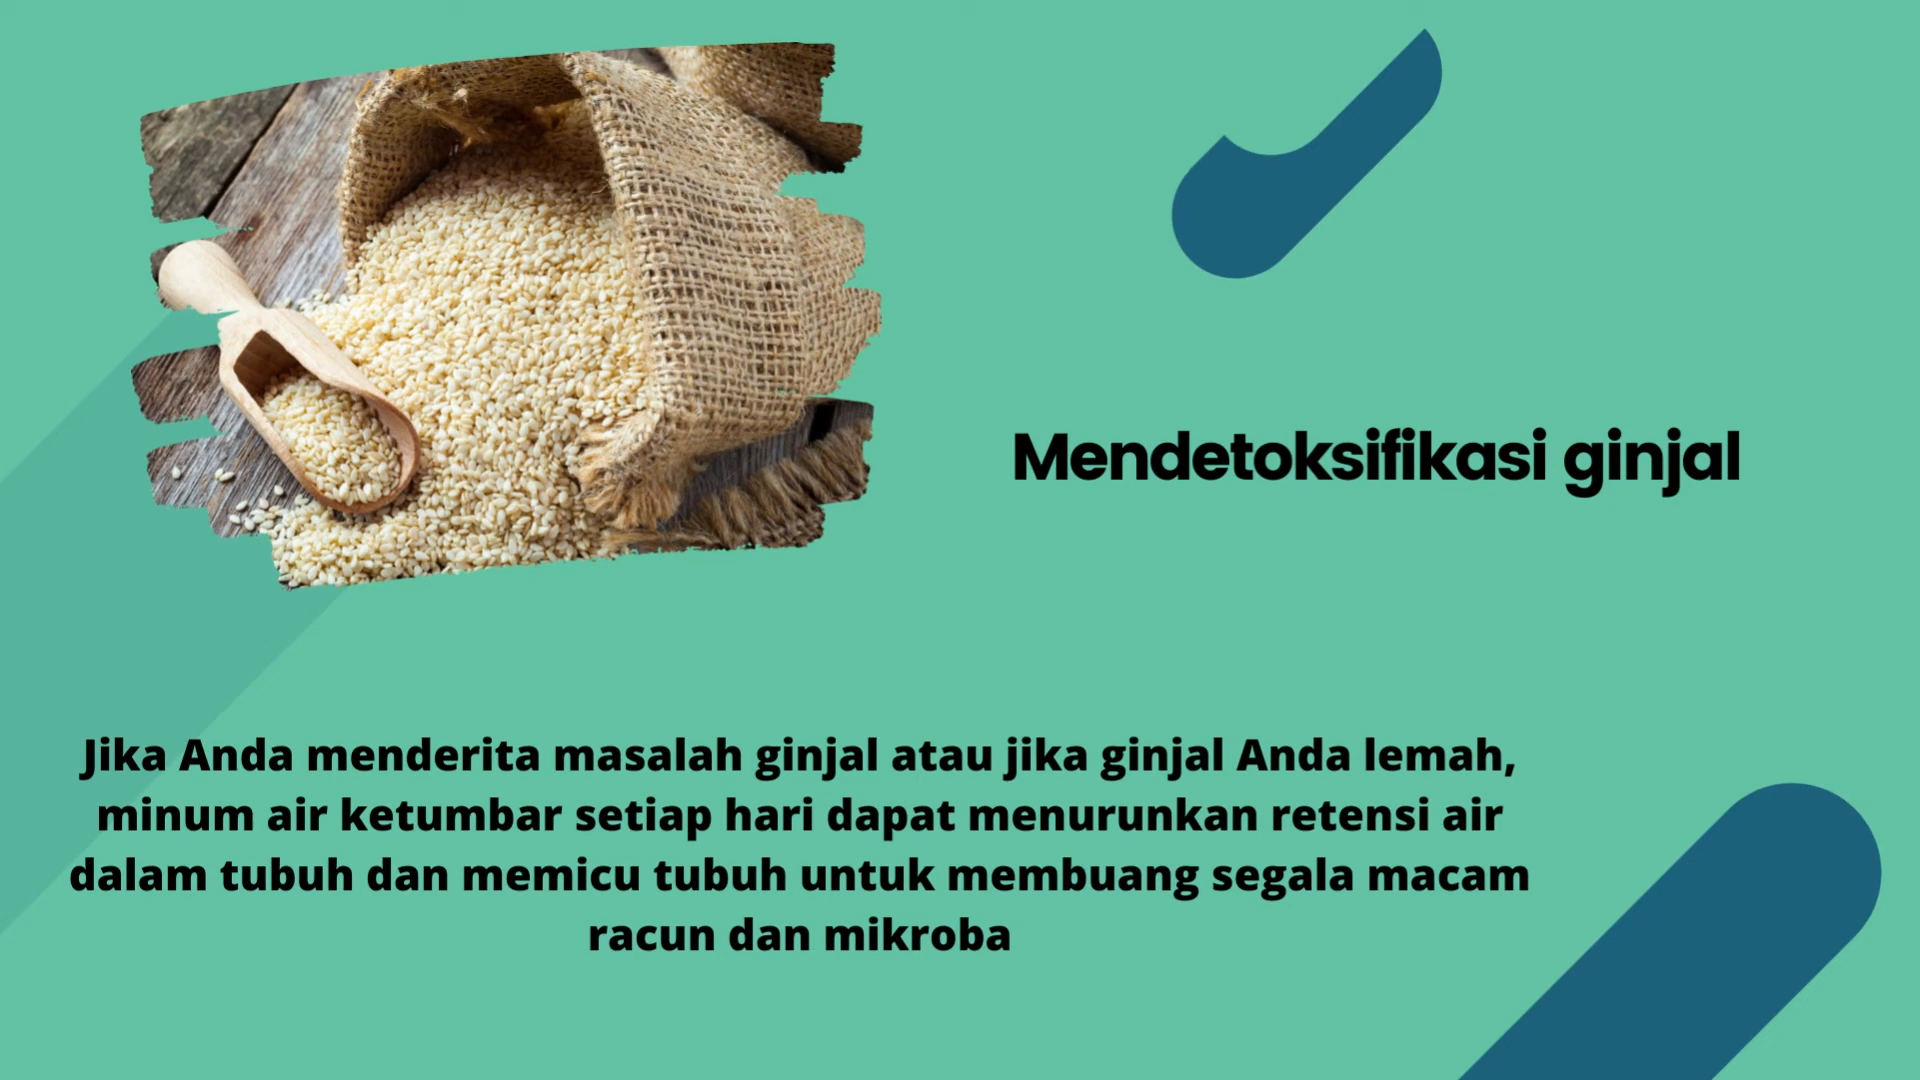 Mendetoksifikasi ginjal
Jika Anda menderita masalah ginjal atau jika ginjal Anda lemah,
minum air ketumbar setiap hari dapat menurunkan retensi air
dalam tubuh dan memicu tubuh untuk membuang segala macam
racun dan mikroba